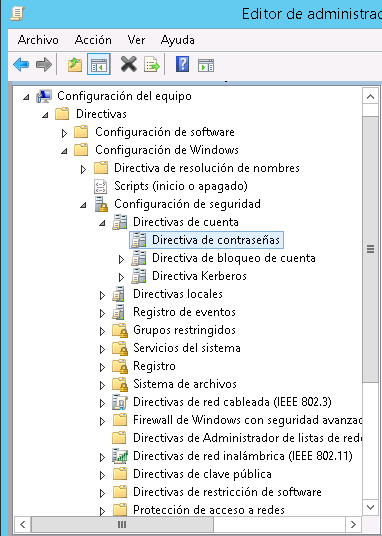 Editor de administrac
Archivo Acción Ver Ayuda
Configuración del equipo
Directivas
Configuración de software
Configuración de Windows
Directiva de resolución de nombres
Scripts (inicio o apagado)
Configuración de seguridad
Directivas de cuenta
Directiva de contraseñas
Directiva de bloqueo de cuenta
Directiva Kerberos
Directivas locales
Registro de eventos
Grupos restringidos
Servicios del sistema
Registro
Sistema de archivos
Directivas de red cableada (IEEE 802.3)
Firewall de Windows con seguridad avanzad
Directivas de Administrador de listas de rede
Directivas de red inalámbrica (IEEE 802.11)
Directivas de clave pública
Directivas de restricción de software
Protección de acceso a redes